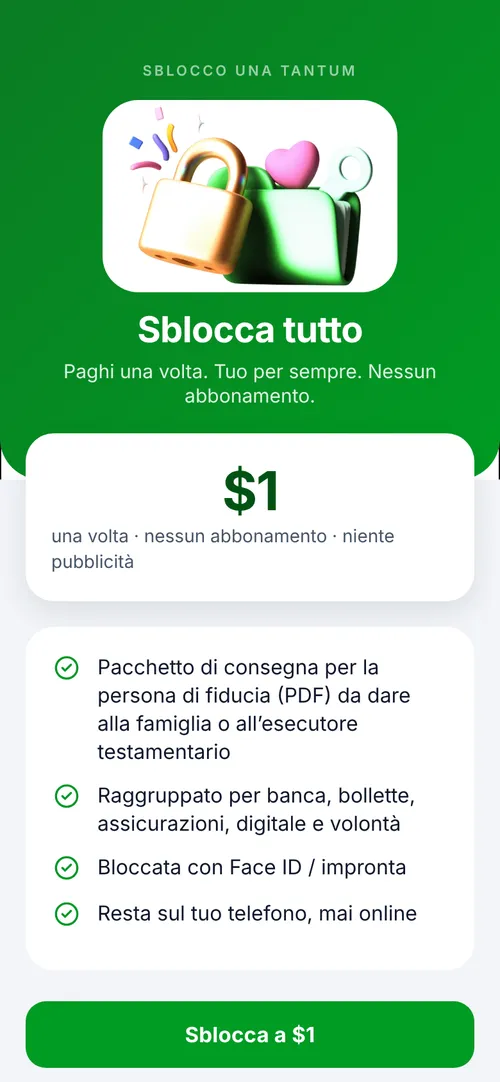 SBLOCCO UNA TANTUM
Sblocca tutto
Paghi una volta. Tuo per sempre. Nessun
abbonamento.
$1
una volta · nessun abbonamento · niente
pubblicità
Pacchetto di consegna per la
persona di fiducia (PDF) da dare
alla famiglia o all’esecutore
testamentario
Raggruppato per banca, bollette,
assicurazioni, digitale e volontà
Bloccata con Face ID / impronta
Resta sul tuo telefono, mai online
Sblocca a $1